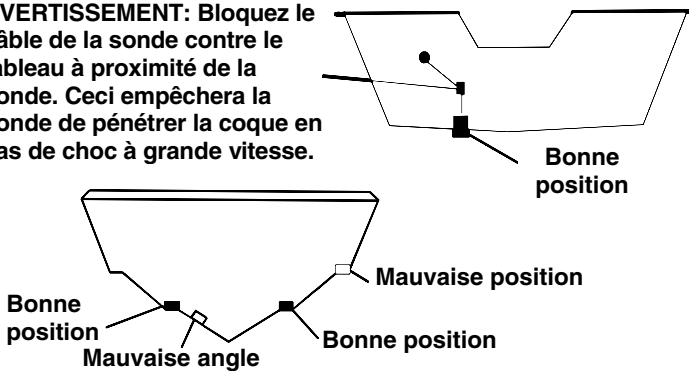 VERTISSEMENT: Bloquez le
âble de la sonde contre le
ableau à proximité de la
onde. Ceci empêchera la
onde de pénétrer la coque en
as de choc à grande vitesse.
Bonne
position
Mauvaise position
Bonne
position
Bonne position
Mauvaise angle